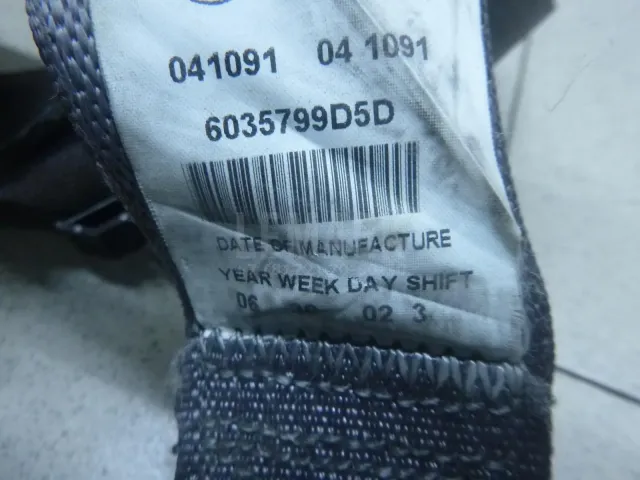 041091 04 1091
6035799D5D
DATE OF MANUFACTURE
YEAR WEEK DAY SHIFT
06 02 3